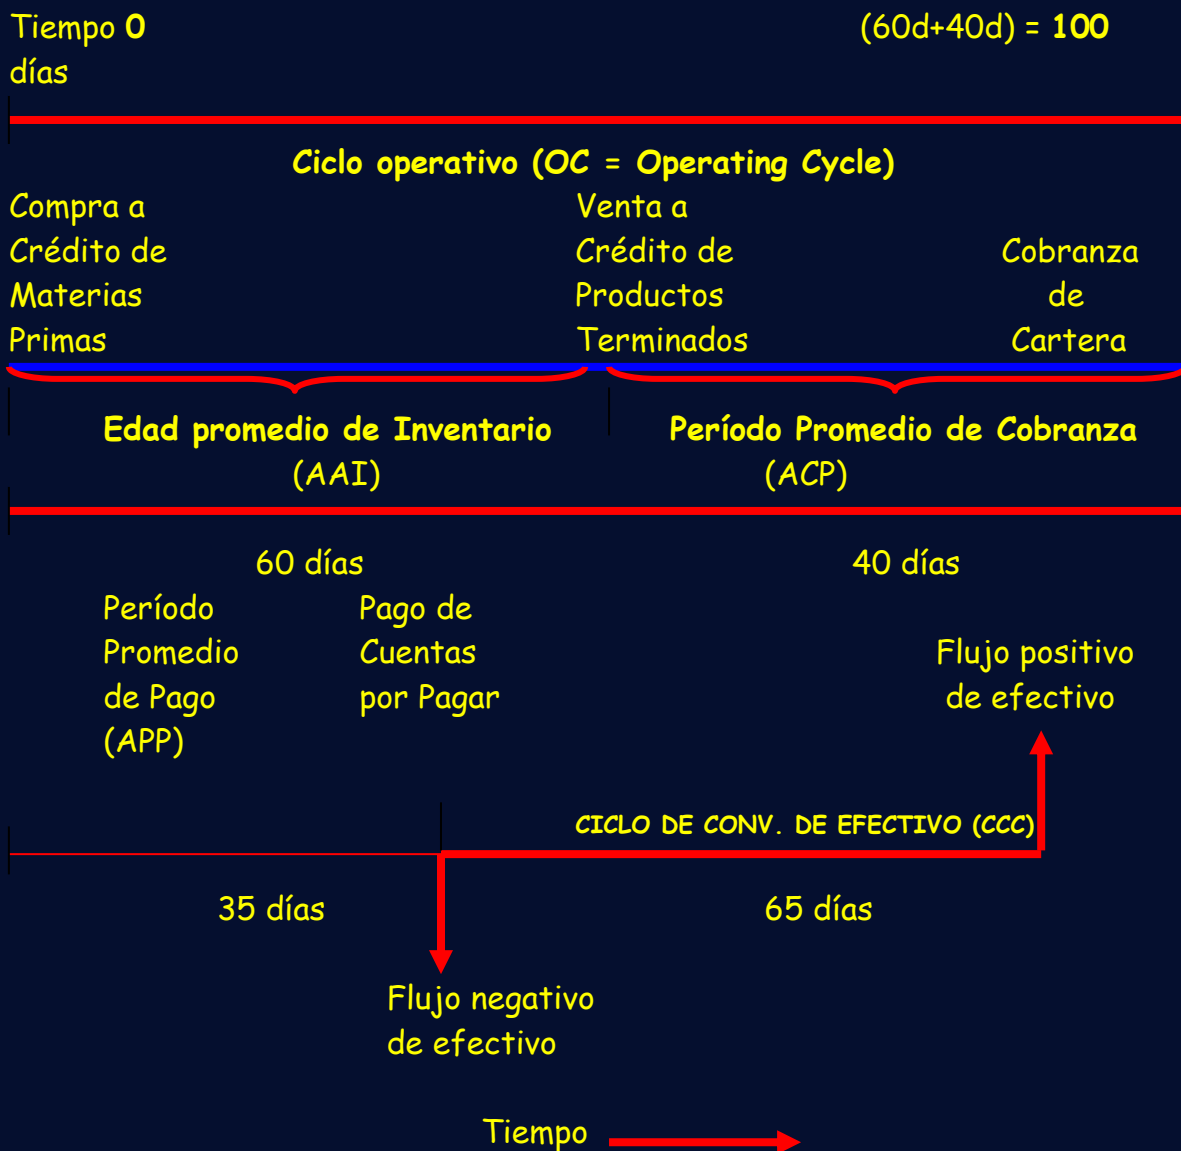 Tiempo 0 (60d+40d) = 100
días
Ciclo operativo (OC = Operating Cycle)
Compra a
Crédito de
Materias
Primas
Venta a
Crédito de
Productos
Terminados
Cobranza
de
Cartera
Edad promedio de Inventario
(AAI)
Período Promedio de Cobranza
(ACP)
60 días
40 días
Período
Promedio
de Pago
(APP)
Pago de
Cuentas
por Pagar
Flujo positivo
de efectivo
CICLO DE CONV. DE EFECTIVO (CCC)
35 días
65 días
Flujo negativo
de efectivo
Tiempo